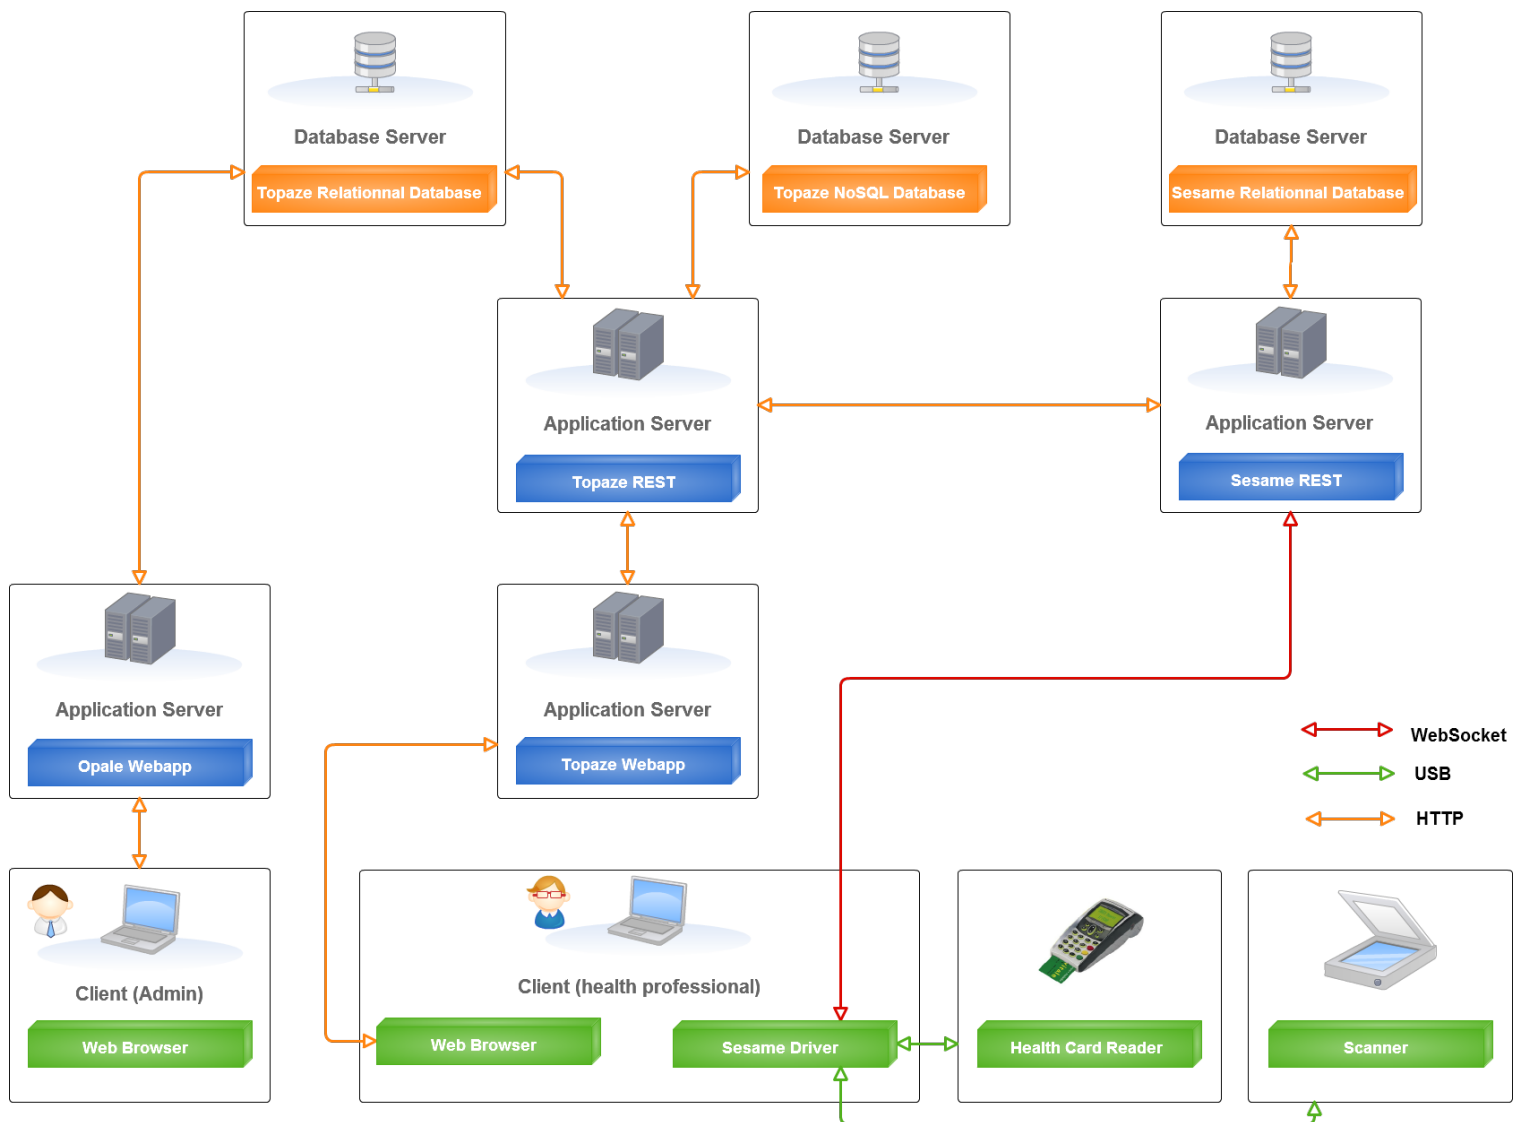 Database Server
Topaze Relationnal Database
Database Server
Topaze NoSQL Database
Database Server
Sesame Relationnal Database
Application Server
Topaze REST
Application Server
Sesame REST
Application Server
Opale Webapp
Application Server
Topaze Webapp
WebSocket
USB
HTTP
Client (Admin)
Web Browser
Client (health professional)
Web Browser
Sesame Driver
Health Card Reader
Scanner